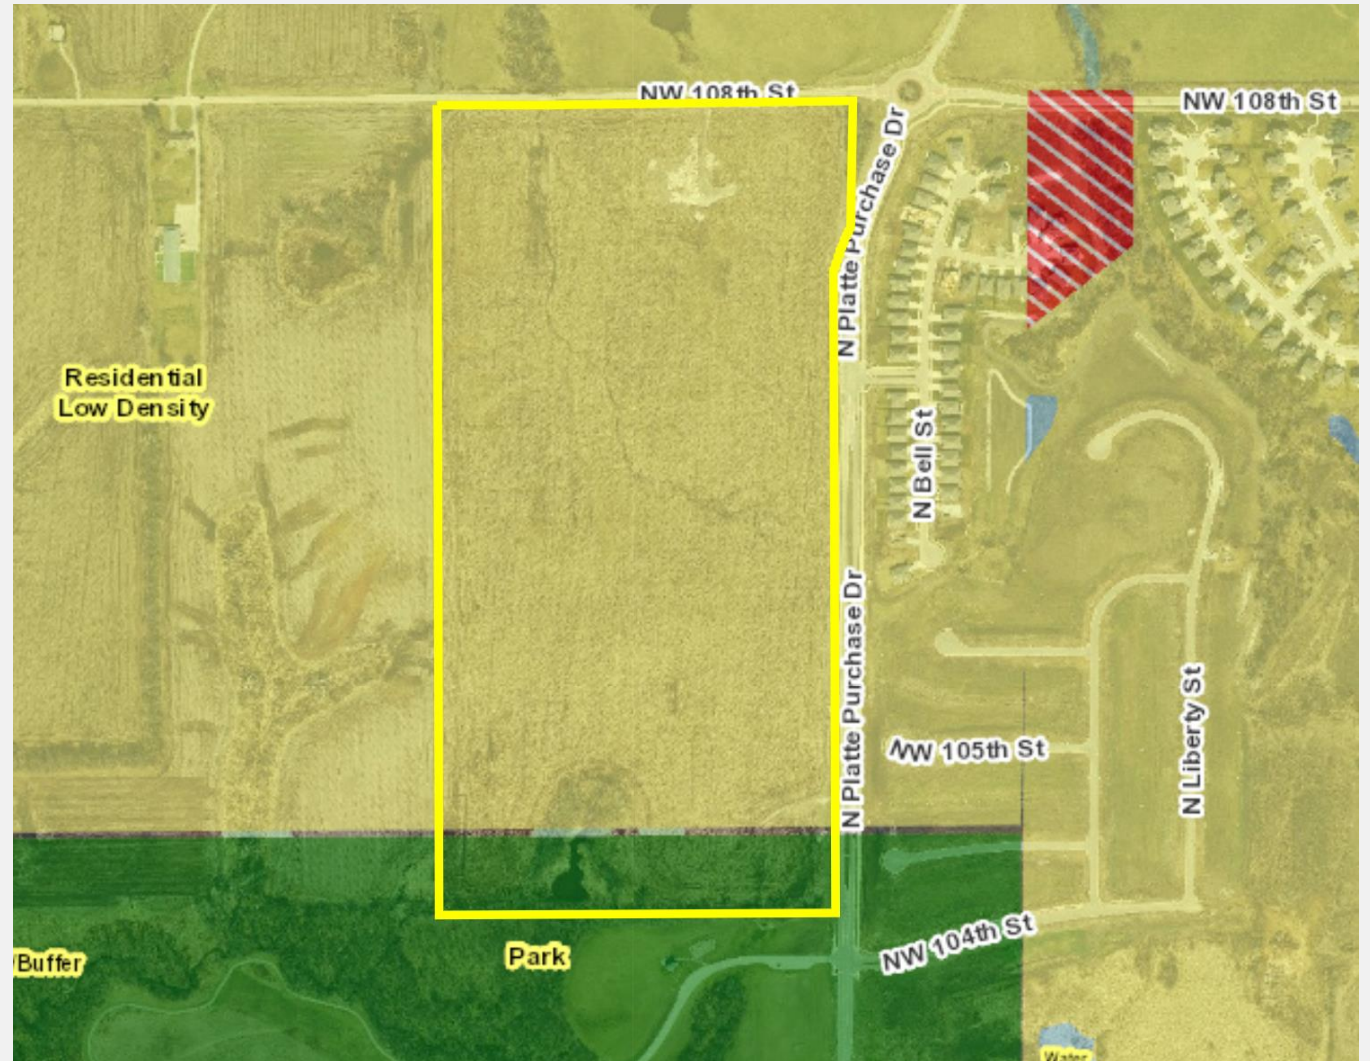 NW 108th St
NW 108th St
N Platte Purchase Dr
Residential
Low Density
N Bell St
N Platte Purchase Dr
NW 105th St
N Liberty St
NW 104th St
/Buffer
Park
Water